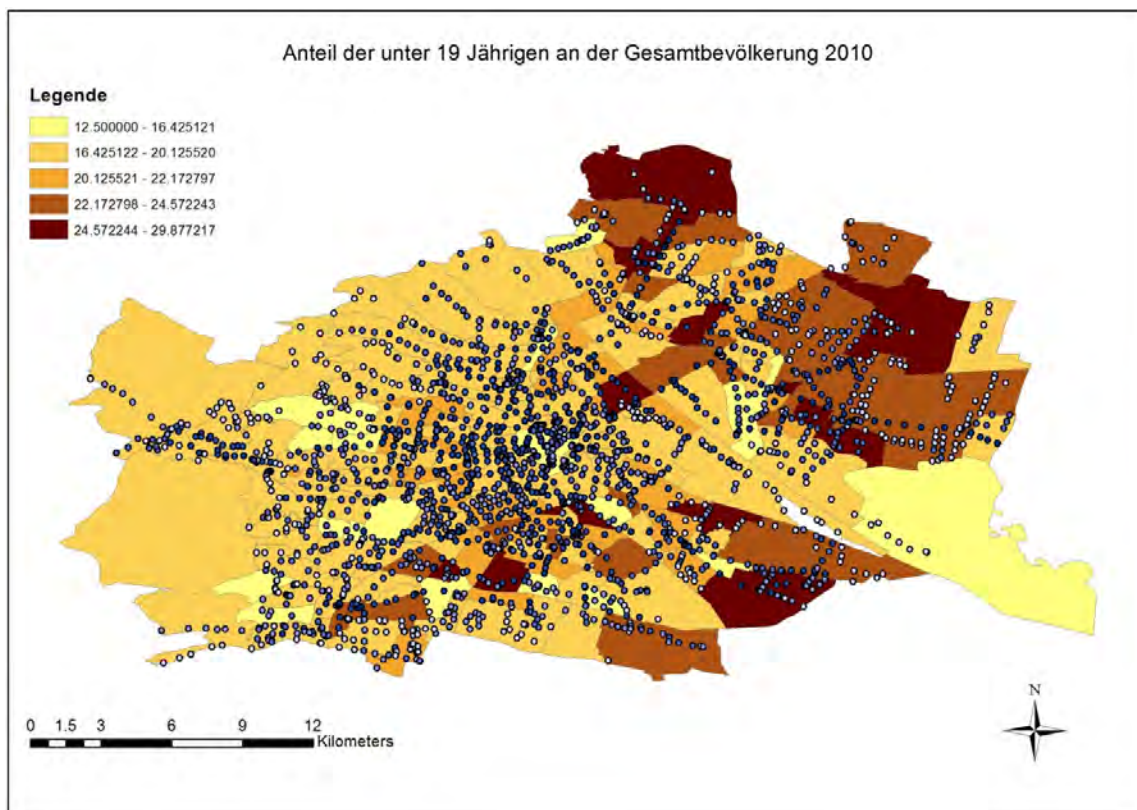 Anteil der unter 19 Jährigen an der Gesamtbevölkerung 2010
Legende
12.500000 - 16.425121
16.425122 - 20.125520
20.125521 - 22.172797
22.172798 - 24.572243
24.572244 - 29.877217
0 1.5 3 6 9 12
Kilometers
N